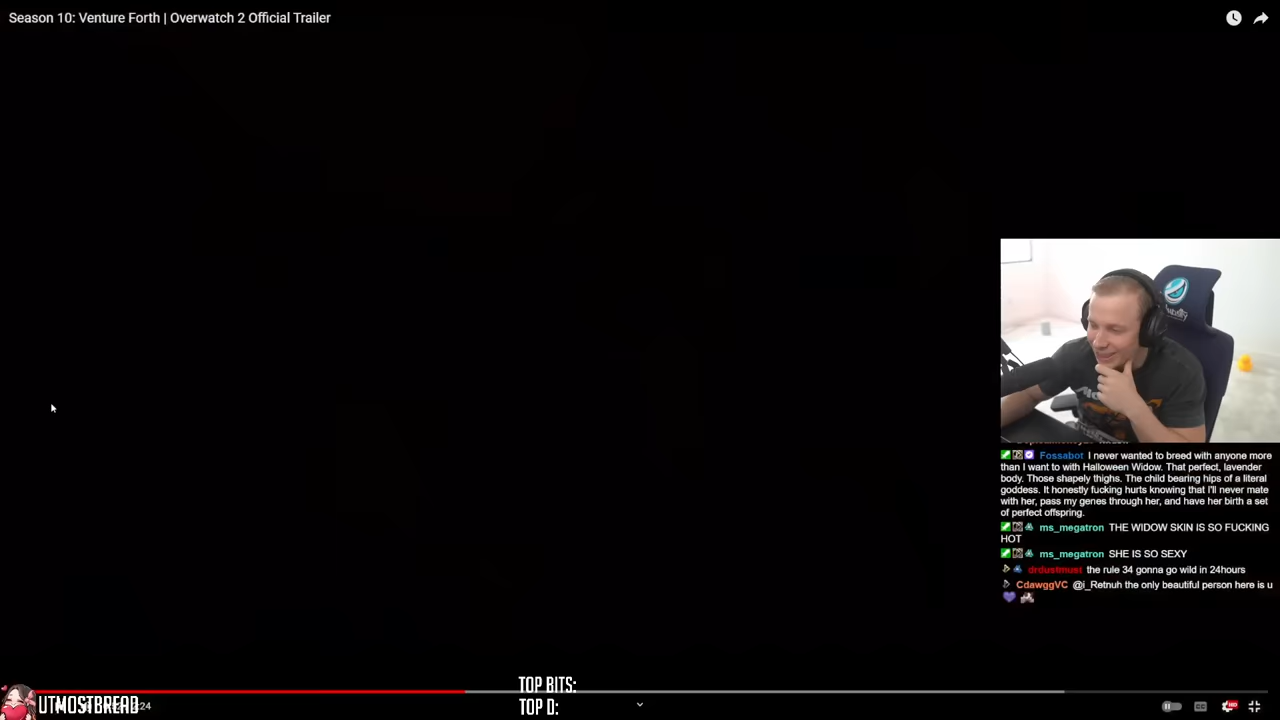 Season 10: Venture Forth | Overwatch 2 Official Trailer
Fossabot I never wanted to breed with anyone more
than I want to with Halloween Widow. That perfect, lavender
body. Those shapely thighs. The child bearing hips of a literal
goddess. It honestly fucking hurts knowing that I'll never mate
with her, pass my genes through her, and have her birth a set
of perfect offspring.
ms_megatron THE WIDOW SKIN IS SO FUCKING
HOT
ms_megatron SHE IS SO SEXY
drdustmust the rule 34 gonna go wild in 24hours
CdawggVC @i_Retnuh the only beautiful person here is u
TOP BITS:
UTMOSTBREAD
TOP D:
CC
HD